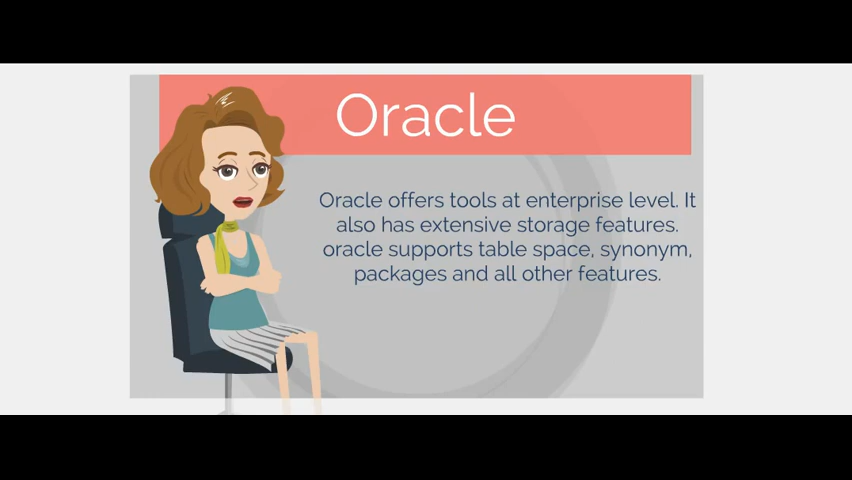 Oracle
Oracle offers tools at enterprise level. It
also has extensive storage features.
oracle supports table space, synonym,
packages and all other features.